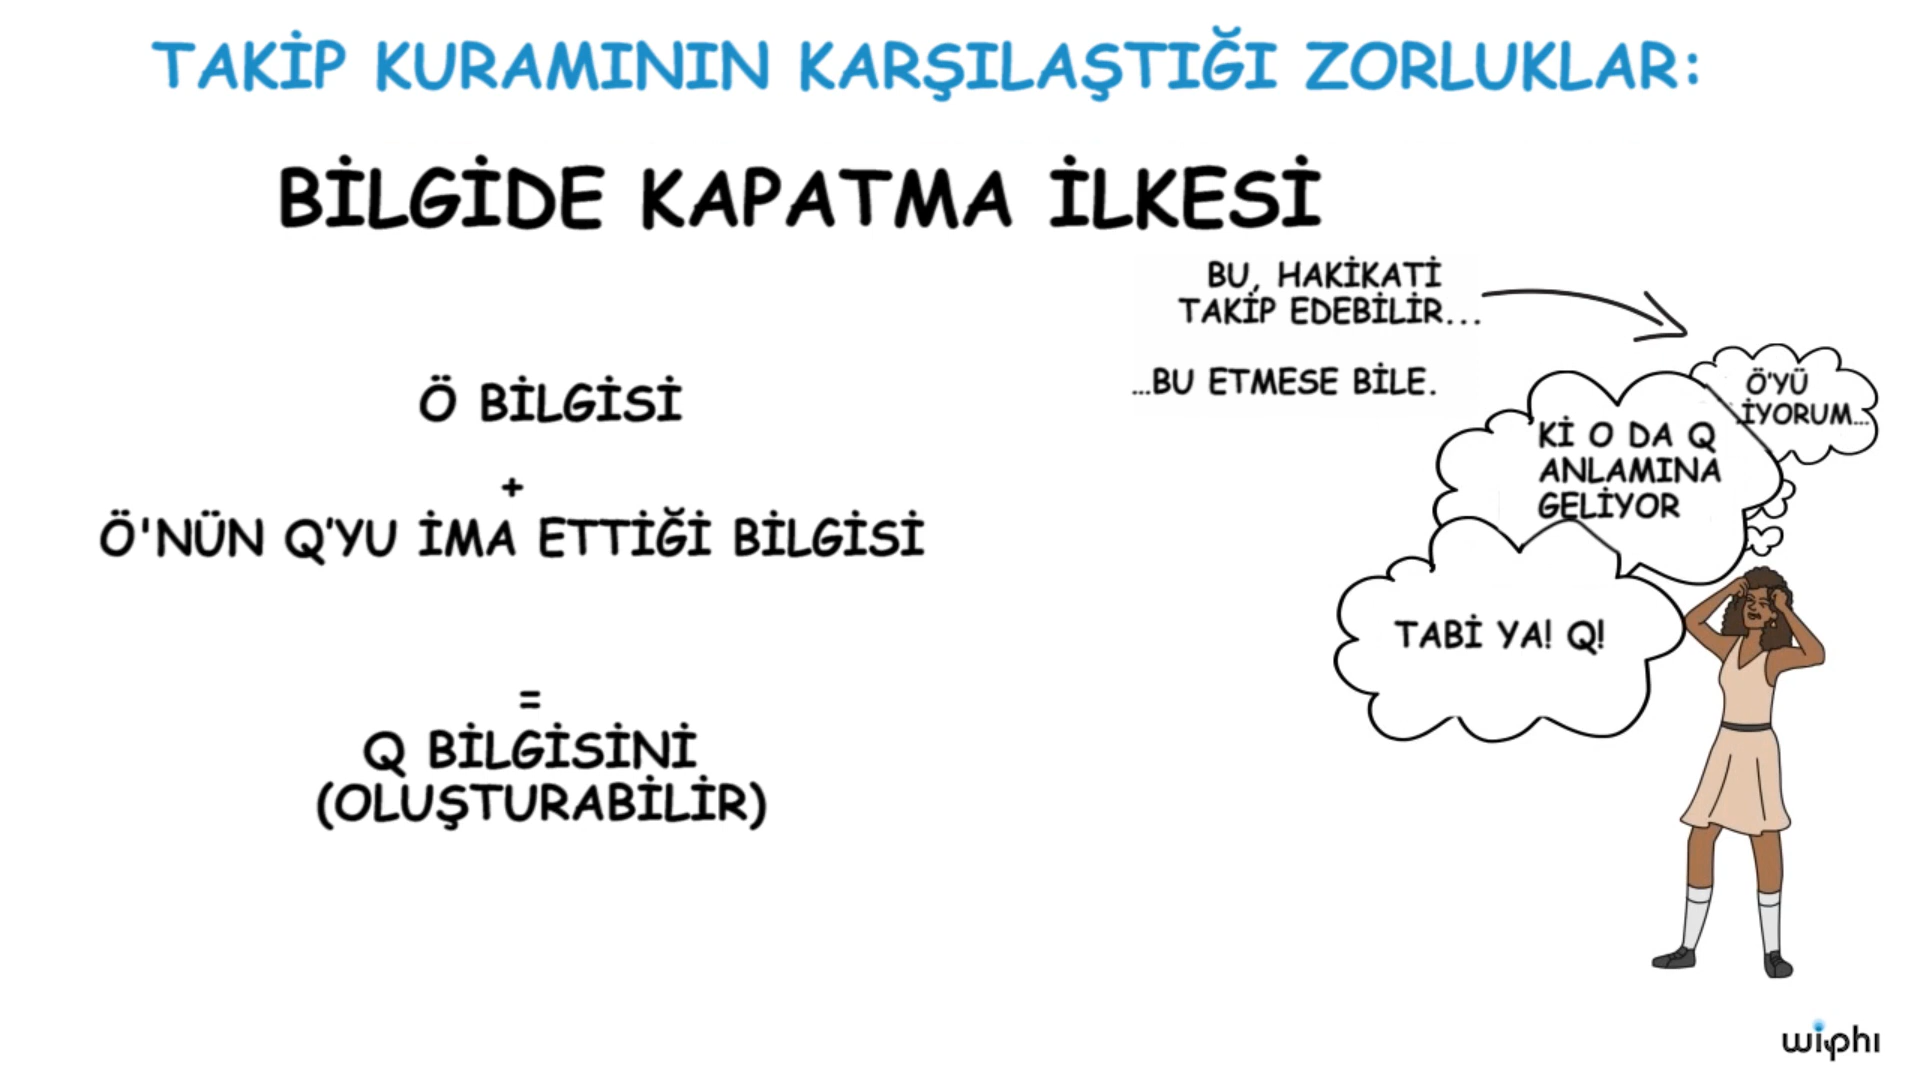 TAKİP KURAMININ KARŞILAŞTIĞI ZORLUKLAR:
BİLGİDE KAPATMA İLKESİ
BU, HAKİKATİ
TAKİP EDEBİLİR...
...BU ETMESE BİLE.
Ö BİLGİSİ
+
Ö'NÜN Q'YU İMA ETTİĞİ BİLGİSİ
=
Q BİLGİSİNİ
(OLUŞTURABİLİR)
Ö'YÜ
İYORUM...
Kİ O DA Q
ANLAMINA
GELİYOR
TABİ YA! Q!
wiphi